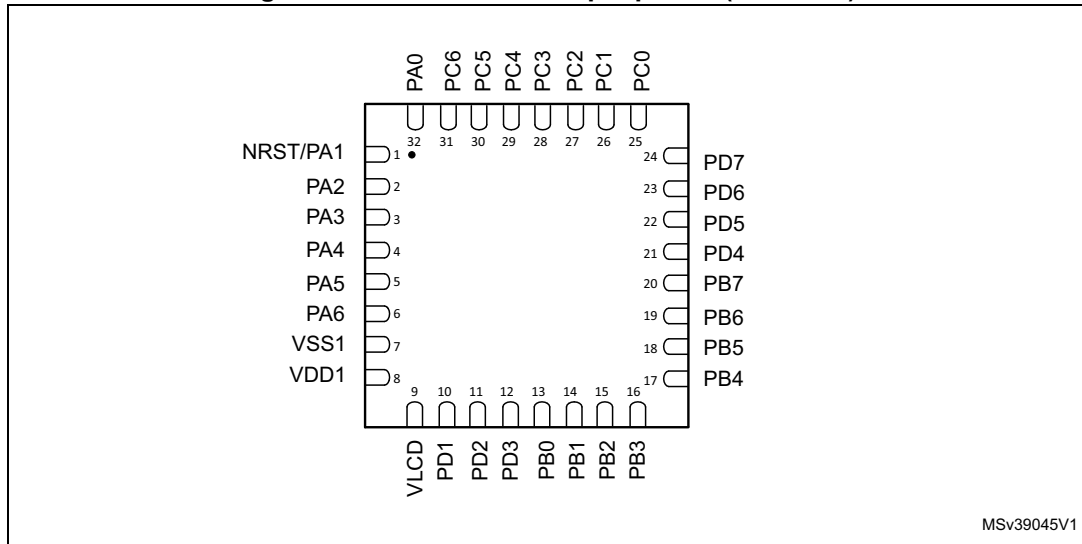 PA0
PC6
PC5
PC4
PC3
PC2
PC1
PC0
32
31
30
29
28
27
26
25
NRST/PA1 1
PA2 2
PA3 3
PA4 4
PA5 5
PA6 6
VSS1 7
VDD1 8
24 PD7
23 PD6
22 PD5
21 PD4
20 PB7
19 PB6
18 PB5
17 PB4
9
10
11
12
13
14
15
16
VLCD
PD1
PD2
PD3
PB0
PB1
PB2
PB3
MSv39045V1